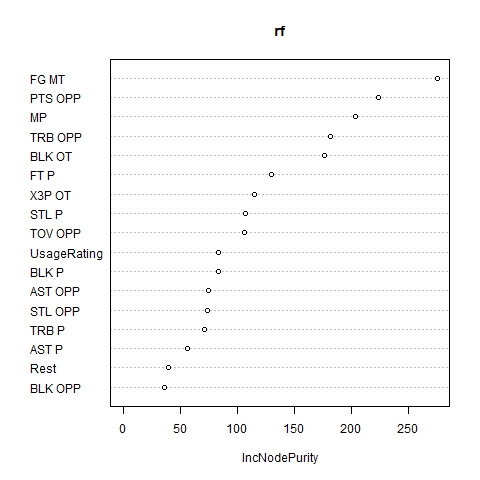 rf
FG MT
PTS OPP
MP
TRB OPP
BLK OT
FT P
X3P OT
STL P
TOV OPP
UsageRating
BLK P
AST OPP
STL OPP
TRB P
AST P
Rest
BLK OPP
0 50 100 150 200 250
IncNodePurity